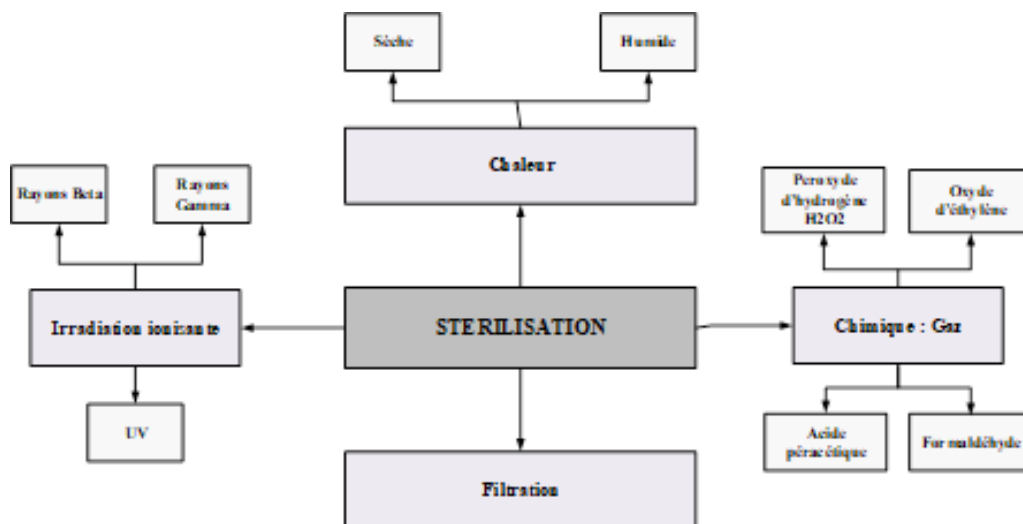 Sèche
Humide
Chaleur
Rayons Beta
Rayons
Gamma
Peroxyde
d'hydrogène
H2O2
Oxyde
d'éthylène
Irradiation ionisante
STERILISATION
Chimique : Gaz
UV
Acide
péracétique
Formaldéhyde
Filtration